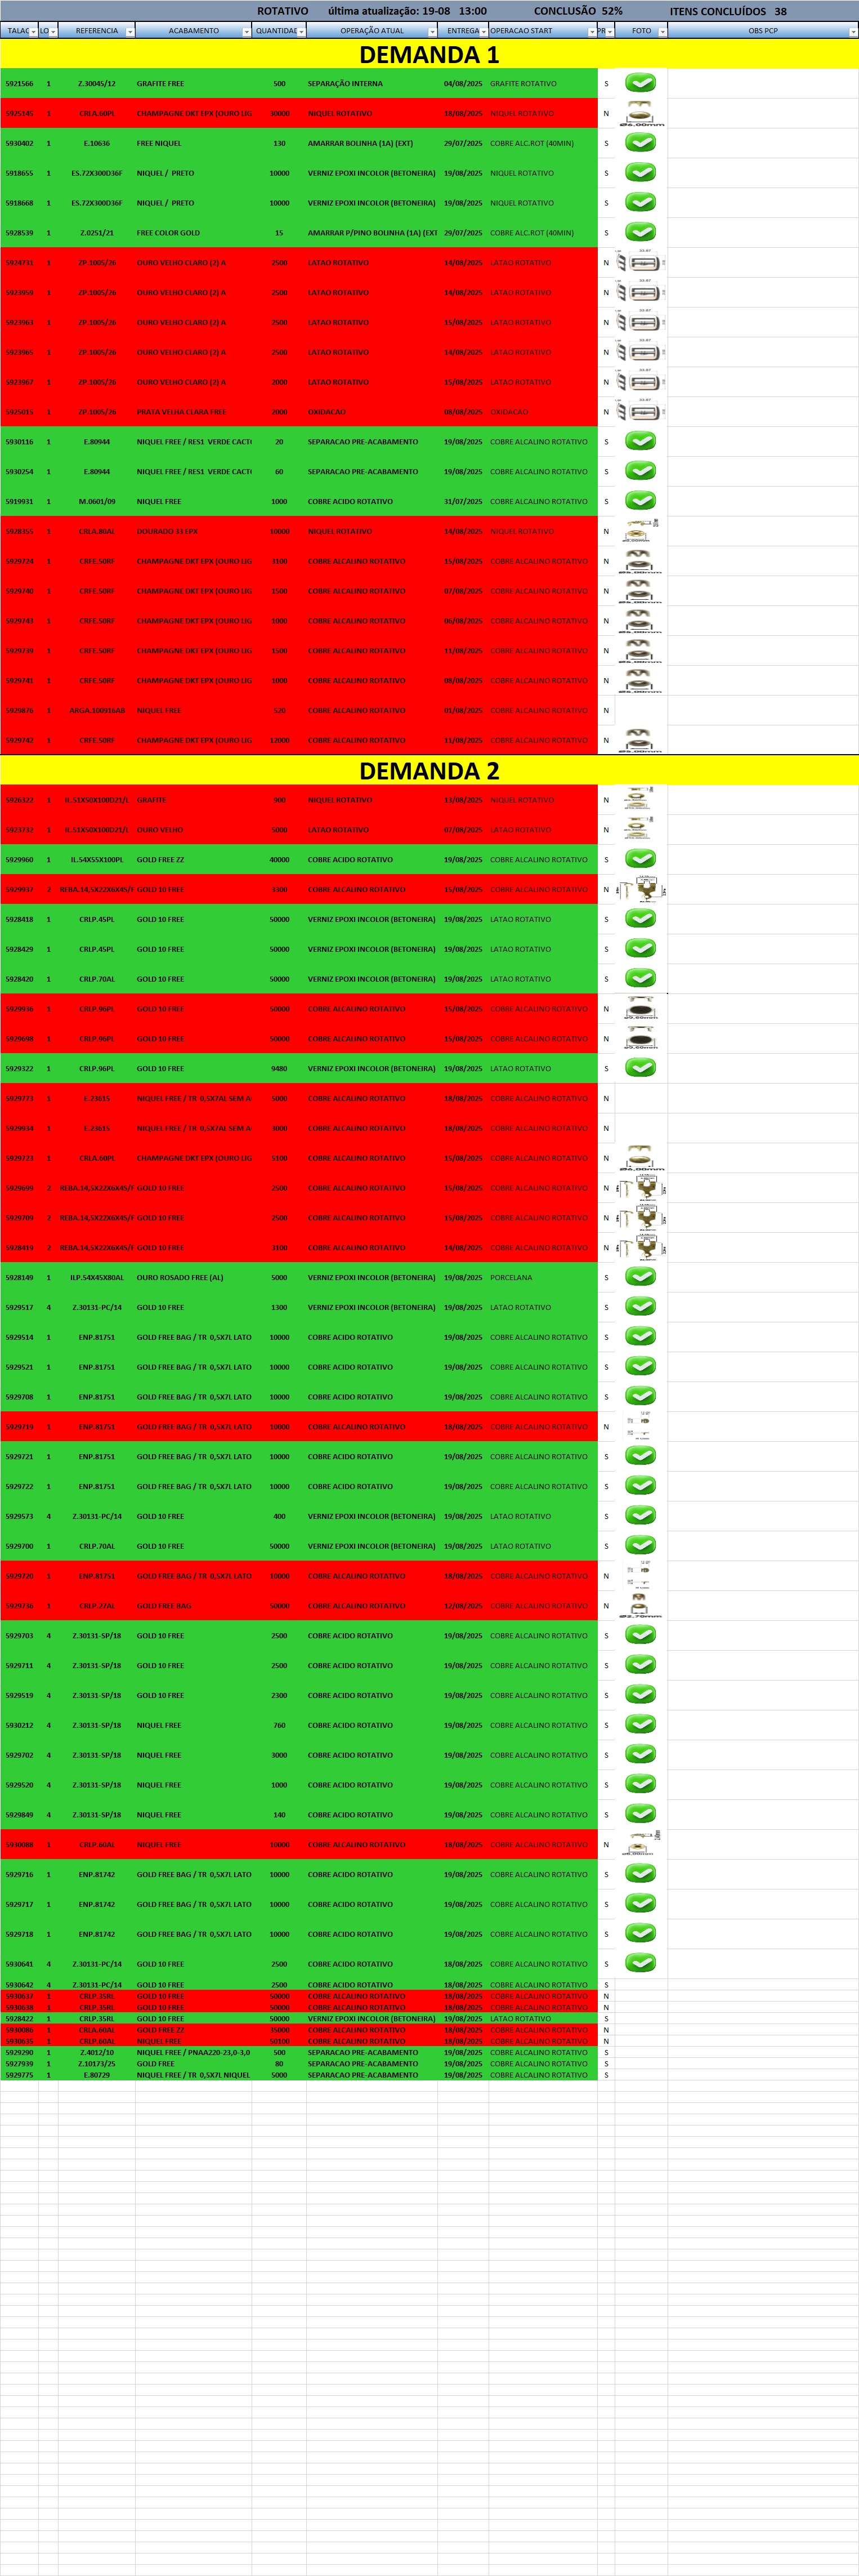 ROTATIVO última atualização: 19-08 13:00 CONCLUSÃO 52% ITENS CONCLUÍDOS 38
TALAC LO REFERENCIA ACABAMENTO QUANTIDAD OPERAÇÃO ATUAL ENTREGA OPERACAO START PR FOTO OBS PCP
DEMANDA 1
5921566 1 Z.30045/12 GRAFITE FREE 500 SEPARAÇÃO INTERNA 04/08/2025 GRAFITE ROTATIVO S
5925145 1 CRLA.60PL CHAMPAGNE DKT EPX (OURO LIG 30000 NIQUEL ROTATIVO 18/08/2025 NIQUEL ROTATIVO N
5930402 1 E.10636 FREE NIQUEL 130 AMARRAR BOLINHA (1A) (EXT) 29/07/2025 COBRE ALC.ROT (40MIN) S
5918655 1 ES.72X300D36F NIQUEL / PRETO 10000 VERNIZ EPOXI INCOLOR (BETONEIRA) 19/08/2025 NIQUEL ROTATIVO S
5918668 1 ES.72X300D36F NIQUEL / PRETO 10000 VERNIZ EPOXI INCOLOR (BETONEIRA) 19/08/2025 NIQUEL ROTATIVO S
5928539 1 Z.0251/21 FREE COLOR GOLD 15 AMARRAR P/PINO BOLINHA (1A) (EXT 29/07/2025 COBRE ALC.ROT (40MIN) S
5924731 1 ZP.1005/26 OURO VELHO CLARO (2) A 2500 LATAO ROTATIVO 14/08/2025 LATAO ROTATIVO N
5923959 1 ZP.1005/26 OURO VELHO CLARO (2) A 2500 LATAO ROTATIVO 14/08/2025 LATAO ROTATIVO N
5923963 1 ZP.1005/26 OURO VELHO CLARO (2) A 2500 LATAO ROTATIVO 15/08/2025 LATAO ROTATIVO N
5923965 1 ZP.1005/26 OURO VELHO CLARO (2) A 2500 LATAO ROTATIVO 14/08/2025 LATAO ROTATIVO N
5923967 1 ZP.1005/26 OURO VELHO CLARO (2) A 2000 LATAO ROTATIVO 15/08/2025 LATAO ROTATIVO N
5925015 1 ZP.1005/26 PRATA VELHA CLARA FREE 2000 OXIDACAO 08/08/2025 OXIDACAO N
5930116 1 E.80944 NIQUEL FREE / RES1 VERDE CACT 20 SEPARACAO PRE-ACABAMENTO 19/08/2025 COBRE ALCALINO ROTATIVO S
5930254 1 E.80944 NIQUEL FREE / RES1 VERDE CACT 60 SEPARACAO PRE-ACABAMENTO 19/08/2025 COBRE ALCALINO ROTATIVO S
5919931 1 M.0601/09 NIQUEL FREE 1000 COBRE ACIDO ROTATIVO 31/07/2025 COBRE ALCALINO ROTATIVO S
5928355 1 CRLA.80AL DOURADO 33 EPX 10000 NIQUEL ROTATIVO 14/08/2025 NIQUEL ROTATIVO N
5929724 1 CRFE.50RF CHAMPAGNE DKT EPX (OURO LIG 3100 COBRE ALCALINO ROTATIVO 15/08/2025 COBRE ALCALINO ROTATIVO N
5929740 1 CRFE.50RF CHAMPAGNE DKT EPX (OURO LIG 1500 COBRE ALCALINO ROTATIVO 07/08/2025 COBRE ALCALINO ROTATIVO N
5929743 1 CRFE.50RF CHAMPAGNE DKT EPX (OURO LIG 1000 COBRE ALCALINO ROTATIVO 06/08/2025 COBRE ALCALINO ROTATIVO N
5929739 1 CRFE.50RF CHAMPAGNE DKT EPX (OURO LIG 1500 COBRE ALCALINO ROTATIVO 11/08/2025 COBRE ALCALINO ROTATIVO N
5929741 1 CRFE.50RF CHAMPAGNE DKT EPX (OURO LIG 1000 COBRE ALCALINO ROTATIVO 08/08/2025 COBRE ALCALINO ROTATIVO N
5929876 1 ARGA.100916AB NIQUEL FREE 520 COBRE ALCALINO ROTATIVO 01/08/2025 COBRE ALCALINO ROTATIVO N
5929742 1 CRFE.50RF CHAMPAGNE DKT EPX (OURO LIG 12000 COBRE ALCALINO ROTATIVO 11/08/2025 COBRE ALCALINO ROTATIVO N
DEMANDA 2
5926322 1 IL.51X50X100D21/L GRAFITE 900 NIQUEL ROTATIVO 13/08/2025 NIQUEL ROTATIVO N
5923732 1 IL.51X50X100D21/L OURO VELHO 5000 LATAO ROTATIVO 07/08/2025 LATAO ROTATIVO N
5929960 1 IL.54X55X100PL GOLD FREE ZZ 40000 COBRE ACIDO ROTATIVO 19/08/2025 COBRE ALCALINO ROTATIVO S
5929937 2 REBA.14,5X22X6X45/F GOLD 10 FREE 3300 COBRE ALCALINO ROTATIVO 15/08/2025 COBRE ALCALINO ROTATIVO N
5928418 1 CRLP.45PL GOLD 10 FREE 50000 VERNIZ EPOXI INCOLOR (BETONEIRA) 19/08/2025 LATAO ROTATIVO S
5928429 1 CRLP.45PL GOLD 10 FREE 50000 VERNIZ EPOXI INCOLOR (BETONEIRA) 19/08/2025 LATAO ROTATIVO S
5928420 1 CRLP.70AL GOLD 10 FREE 50000 VERNIZ EPOXI INCOLOR (BETONEIRA) 19/08/2025 LATAO ROTATIVO S
5929936 1 CRLP.96PL GOLD 10 FREE 50000 COBRE ALCALINO ROTATIVO 15/08/2025 COBRE ALCALINO ROTATIVO N
5929698 1 CRLP.96PL GOLD 10 FREE 50000 COBRE ALCALINO ROTATIVO 15/08/2025 COBRE ALCALINO ROTATIVO N
5929322 1 CRLP.96PL GOLD 10 FREE 9480 VERNIZ EPOXI INCOLOR (BETONEIRA) 19/08/2025 LATAO ROTATIVO S
5929773 1 E.23615 NIQUEL FREE / TR 0,5X7AL SEM A 5000 COBRE ALCALINO ROTATIVO 18/08/2025 COBRE ALCALINO ROTATIVO N
5929934 1 E.23615 NIQUEL FREE / TR 0,5X7AL SEM A 3000 COBRE ALCALINO ROTATIVO 18/08/2025 COBRE ALCALINO ROTATIVO N
5929723 1 CRLA.60PL CHAMPAGNE DKT EPX (OURO LIG 5100 COBRE ALCALINO ROTATIVO 15/08/2025 COBRE ALCALINO ROTATIVO N
5929699 2 REBA.14,5X22X6X45/F GOLD 10 FREE 2500 COBRE ALCALINO ROTATIVO 15/08/2025 COBRE ALCALINO ROTATIVO N
5929709 2 REBA.14,5X22X6X45/F GOLD 10 FREE 2500 COBRE ALCALINO ROTATIVO 15/08/2025 COBRE ALCALINO ROTATIVO N
5928419 2 REBA.14,5X22X6X45/F GOLD 10 FREE 3100 COBRE ALCALINO ROTATIVO 14/08/2025 COBRE ALCALINO ROTATIVO N
5928149 1 ILP.54X45X80AL OURO ROSADO FREE (AL) 5000 VERNIZ EPOXI INCOLOR (BETONEIRA) 19/08/2025 PORCELANA S
5929517 4 Z.30131-PC/14 GOLD 10 FREE 1300 VERNIZ EPOXI INCOLOR (BETONEIRA) 19/08/2025 LATAO ROTATIVO S
5929514 1 ENP.81751 GOLD FREE BAG / TR 0,5X7L LATO 10000 COBRE ACIDO ROTATIVO 19/08/2025 COBRE ALCALINO ROTATIVO S
5929521 1 ENP.81751 GOLD FREE BAG / TR 0,5X7L LATO 10000 COBRE ACIDO ROTATIVO 19/08/2025 COBRE ALCALINO ROTATIVO S
5929708 1 ENP.81751 GOLD FREE BAG / TR 0,5X7L LATO 10000 COBRE ACIDO ROTATIVO 19/08/2025 COBRE ALCALINO ROTATIVO S
5929719 1 ENP.81751 GOLD FREE BAG / TR 0,5X7L LATO 10000 COBRE ALCALINO ROTATIVO 18/08/2025 COBRE ALCALINO ROTATIVO N
5929721 1 ENP.81751 GOLD FREE BAG / TR 0,5X7L LATO 10000 COBRE ACIDO ROTATIVO 19/08/2025 COBRE ALCALINO ROTATIVO S
5929722 1 ENP.81751 GOLD FREE BAG / TR 0,5X7L LATO 10000 COBRE ACIDO ROTATIVO 19/08/2025 COBRE ALCALINO ROTATIVO S
5929573 4 Z.30131-PC/14 GOLD 10 FREE 400 VERNIZ EPOXI INCOLOR (BETONEIRA) 19/08/2025 LATAO ROTATIVO S
5929700 1 CRLP.70AL GOLD 10 FREE 50000 VERNIZ EPOXI INCOLOR (BETONEIRA) 19/08/2025 LATAO ROTATIVO S
5929720 1 ENP.81751 GOLD FREE BAG / TR 0,5X7L LATO 10000 COBRE ALCALINO ROTATIVO 18/08/2025 COBRE ALCALINO ROTATIVO N
5929736 1 CRLP.27AL GOLD FREE BAG 50000 COBRE ALCALINO ROTATIVO 12/08/2025 COBRE ALCALINO ROTATIVO N
5929703 4 Z.30131-SP/18 GOLD 10 FREE 2500 COBRE ACIDO ROTATIVO 19/08/2025 COBRE ALCALINO ROTATIVO S
5929711 4 Z.30131-SP/18 GOLD 10 FREE 2500 COBRE ACIDO ROTATIVO 19/08/2025 COBRE ALCALINO ROTATIVO S
5929519 4 Z.30131-SP/18 GOLD 10 FREE 2300 COBRE ACIDO ROTATIVO 19/08/2025 COBRE ALCALINO ROTATIVO S
5930212 4 Z.30131-SP/18 NIQUEL FREE 760 COBRE ACIDO ROTATIVO 19/08/2025 COBRE ALCALINO ROTATIVO S
5929702 4 Z.30131-SP/18 NIQUEL FREE 3000 COBRE ACIDO ROTATIVO 19/08/2025 COBRE ALCALINO ROTATIVO S
5929520 4 Z.30131-SP/18 NIQUEL FREE 1000 COBRE ACIDO ROTATIVO 19/08/2025 COBRE ALCALINO ROTATIVO S
5929849 4 Z.30131-SP/18 NIQUEL FREE 140 COBRE ACIDO ROTATIVO 19/08/2025 COBRE ALCALINO ROTATIVO S
5930088 1 CRLP.60AL NIQUEL FREE 10000 COBRE ALCALINO ROTATIVO 18/08/2025 COBRE ALCALINO ROTATIVO N
5929716 1 ENP.81742 GOLD FREE BAG / TR 0,5X7L LATO 10000 COBRE ACIDO ROTATIVO 19/08/2025 COBRE ALCALINO ROTATIVO S
5929717 1 ENP.81742 GOLD FREE BAG / TR 0,5X7L LATO 10000 COBRE ACIDO ROTATIVO 19/08/2025 COBRE ALCALINO ROTATIVO S
5929718 1 ENP.81742 GOLD FREE BAG / TR 0,5X7L LATO 10000 COBRE ACIDO ROTATIVO 19/08/2025 COBRE ALCALINO ROTATIVO S
5930641 4 Z.30131-PC/14 GOLD 10 FREE 2500 COBRE ACIDO ROTATIVO 18/08/2025 COBRE ALCALINO ROTATIVO S
5930642 4 Z.30131-PC/14 GOLD 10 FREE 2500 COBRE ACIDO ROTATIVO 18/08/2025 COBRE ALCALINO ROTATIVO S
5930637 1 CRLP.35RL GOLD 10 FREE 50000 COBRE ALCALINO ROTATIVO 18/08/2025 COBRE ALCALINO ROTATIVO N
5930638 1 CRLP.35RL GOLD 10 FREE 50000 COBRE ALCALINO ROTATIVO 18/08/2025 COBRE ALCALINO ROTATIVO N
5928422 1 CRLP.35RL GOLD 10 FREE 50000 VERNIZ EPOXI INCOLOR (BETONEIRA) 19/08/2025 LATAO ROTATIVO S
5930086 1 CRLA.60AL GOLD FREE ZZ 35000 COBRE ALCALINO ROTATIVO 18/08/2025 COBRE ALCALINO ROTATIVO N
5930635 1 CRLP.60AL NIQUEL FREE 50100 COBRE ALCALINO ROTATIVO 18/08/2025 COBRE ALCALINO ROTATIVO N
5929290 1 Z.4012/10 NIQUEL FREE / PNAA220-23,0-3,0 500 SEPARACAO PRE-ACABAMENTO 19/08/2025 COBRE ALCALINO ROTATIVO S
5927939 1 Z.10173/25 GOLD FREE 80 SEPARACAO PRE-ACABAMENTO 19/08/2025 COBRE ALCALINO ROTATIVO S
5929775 1 E.80729 NIQUEL FREE / TR 0,5X7L NIQUEL 5000 SEPARACAO PRE-ACABAMENTO 19/08/2025 COBRE ALCALINO ROTATIVO S